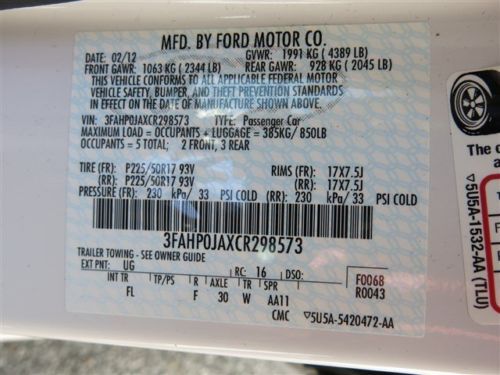 MFD. BY FORD MOTOR CO.
DATE: 02/12 GVWR: 1991 KG ( 4389 LB)
FRONT GAWR: 1063 KG ( 2344 LB) REAR GAWR: 928 KG ( 2045 LB)
THIS VEHICLE CONFORMS TO ALL APPLICABLE FEDERAL MOTOR
VEHICLE SAFETY, BUMPER, AND THEFT PREVENTION STANDARDS
IN EFFECT ON THE DATE OF MANUFACTURE SHOWN ABOVE.
VIN: 3FAHP0JAXCR298573 TYPE: Passenger Car
MAXIMUM LOAD = OCCUPANTS + LUGGAGE = 385KG/ 850LB
OCCUPANTS = 5 TOTAL: 2 FRONT, 3 REAR
TIRE (FR): P225/50R17 93V RIMS (FR): 17X7.5J
(RR): P225/50R17 93V (RR): 17X7.5J
PRESSURE (FR): 230 kPa/ 33 PSI COLD (RR): 230 kPa/ 33 PSI COLD
3FAHP0JAXCR298573
TRAILER TOWING - SEE OWNER GUIDE
EXT PNT: UG RC: 16 DSO: F0068
INT TR TP/PS R AXLE TR SPR R0043
FL F 30 W AA11
CMC ▽5U5A-5420472-AA
The c
a
▽5U5A-1532-AA (TLU)